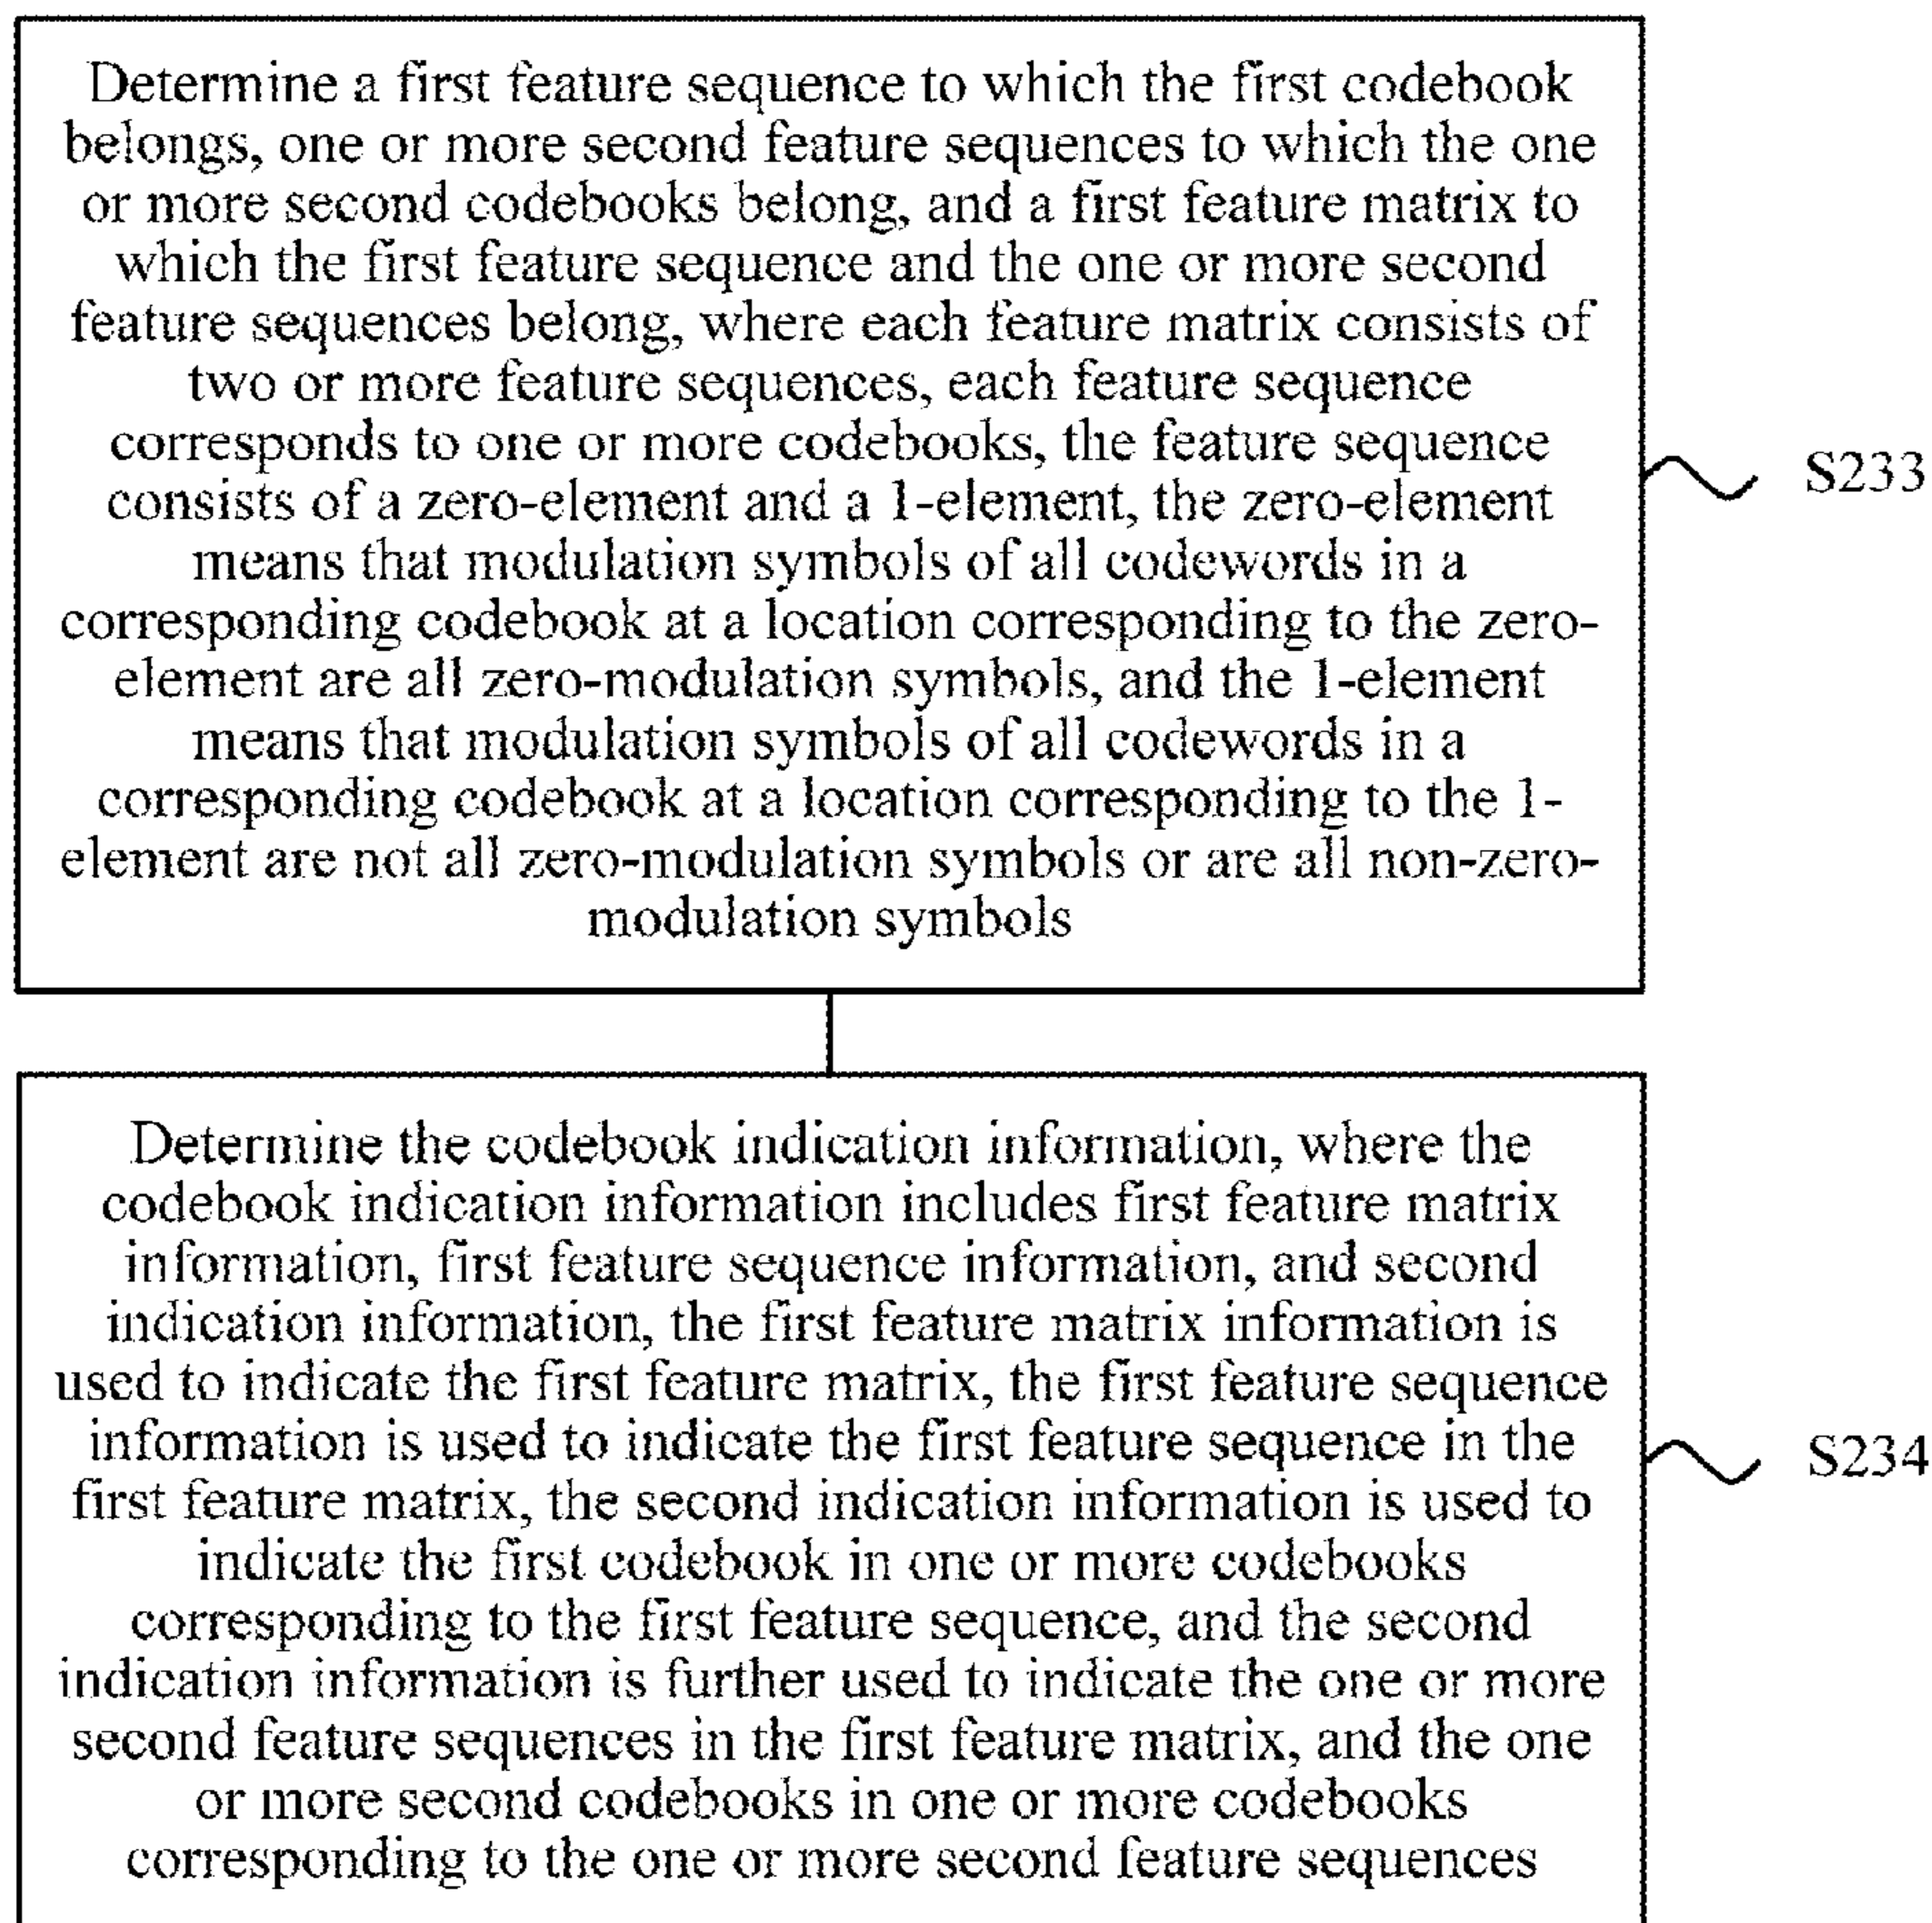 Determine a first feature sequence to which the first codebook
belongs, one or more second feature sequences to which the one
or more second codebooks belong, and a first feature matrix to
which the first feature sequence and the one or more second
feature sequences belong, where each feature matrix consists of
two or more feature sequences, each feature sequence
corresponds to one or more codebooks, the feature sequence
consists of a zero-element and a 1-element, the zero-element
means that modulation symbols of all codewords in a
corresponding codebook at a location corresponding to the zero-
element are all zero-modulation symbols, and the 1-element
means that modulation symbols of all codewords in a
corresponding codebook at a location corresponding to the 1-
element are not all zero-modulation symbols or are all non-zero-
modulation symbols
S233
Determine the codebook indication information, where the
codebook indication information includes first feature matrix
information, first feature sequence information, and second
indication information, the first feature matrix information is
used to indicate the first feature matrix, the first feature sequence
information is used to indicate the first feature sequence in the
first feature matrix, the second indication information is used to
indicate the first codebook in one or more codebooks
corresponding to the first feature sequence, and the second
indication information is further used to indicate the one or more
second feature sequences in the first feature matrix, and the one
or more second codebooks in one or more codebooks
corresponding to the one or more second feature sequences
S234